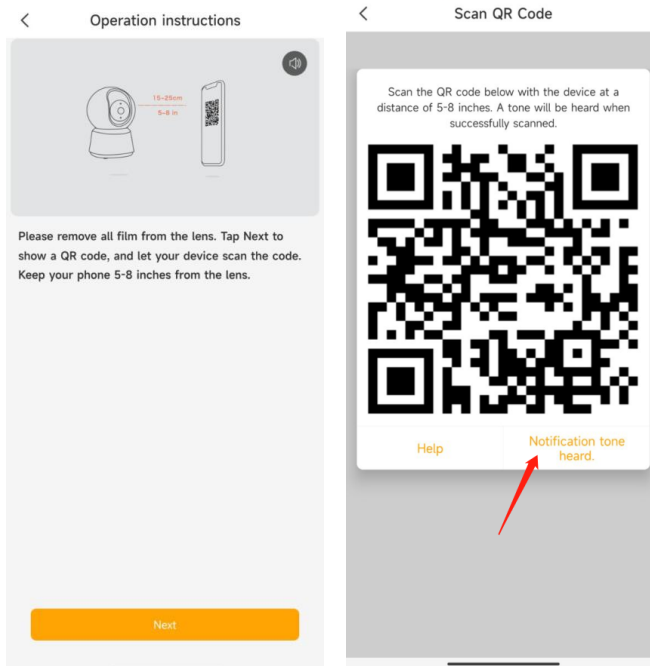 Operation instructions
15-25cm
5-8 in
Please remove all film from the lens. Tap Next to
show a QR code, and let your device scan the code.
Keep your phone 5-8 inches from the lens.
Next
Scan QR Code
Scan the QR code below with the device at a
distance of 5-8 inches. A tone will be heard when
successfully scanned.
Help
Notification tone
heard.